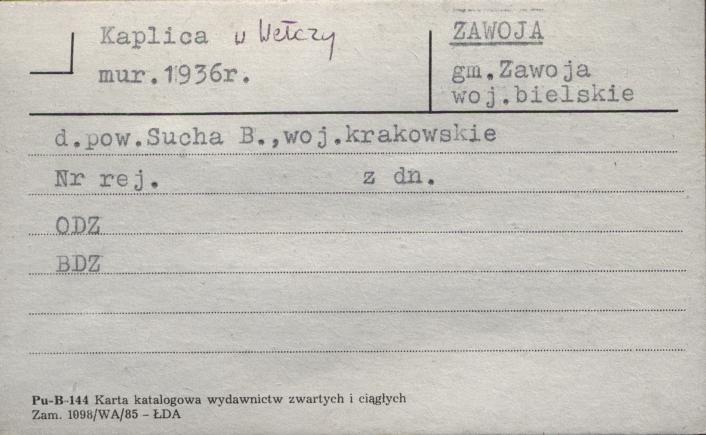 Kaplica w Wełczy
mur.1936r.
ZAWOJA
gm.Zawoja
woj.bielskie
d.pow.Sucha B.,woj.krakowskie
Nr rej. z dn.
ODZ
BDZ
Pu-B-144 Karta katalogowa wydawnictw zwartych i ciągłych
Zam. 1098/WA/85 – ŁDA